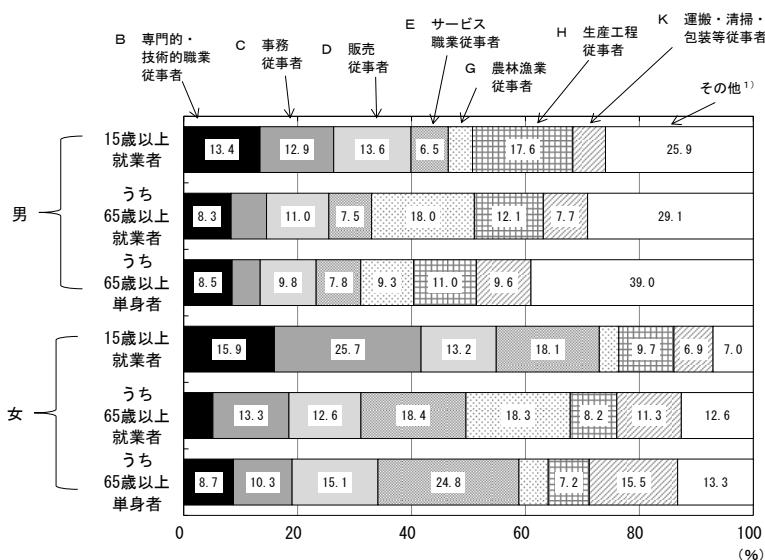 B 専門的・
技術的職業
従事者
C 事務
従事者
D 販売
従事者
E サービス
職業従事者
G 農林漁業
従事者
H 生産工程
従事者
K 運搬・清掃・
包装等従事者
その他1)
男
15歳以上
就業者
13.4 12.9 13.6 6.5 17.6 25.9
うち
65歳以上
就業者
8.3 11.0 7.5 18.0 12.1 7.7 29.1
うち
65歳以上
単身者
8.5 9.8 7.8 9.3 11.0 9.6 39.0
女
15歳以上
就業者
15.9 25.7 13.2 18.1 9.7 6.9 7.0
うち
65歳以上
就業者
13.3 12.6 18.4 18.3 8.2 11.3 12.6
うち
65歳以上
単身者
8.7 10.3 15.1 24.8 7.2 15.5 13.3
0 20 40 60 80 100
(%)